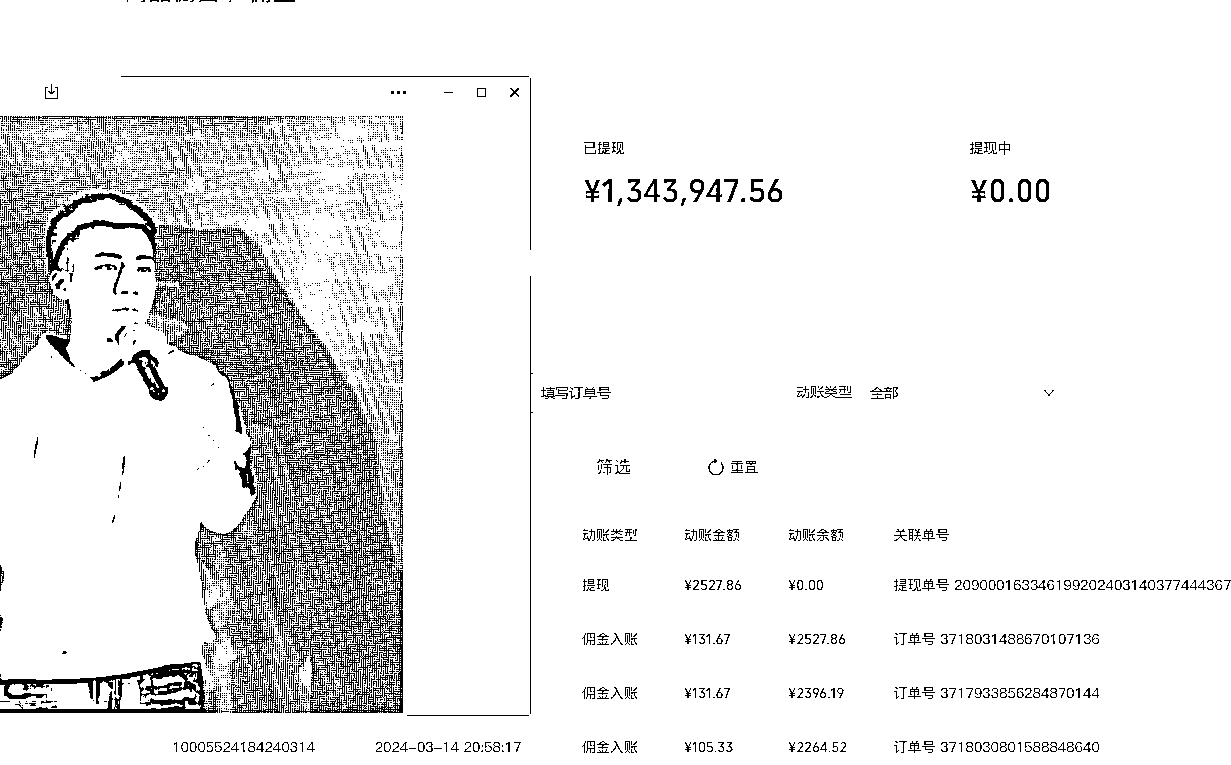 已提现 提现中
¥1,343,947.56 ¥0.00
填写订单号 动账类型 全部
筛选 重置
动账类型 动账金额 动账余额 关联单号
提现 ¥2527.86 ¥0.00 提现单号 2090001633461992024031403774443​67
佣金入账 ¥131.67 ¥2527.86 订单号 3718031488670107136
佣金入账 ¥131.67 ¥2396.19 订单号 3717933856284370144
10005524184240314 2024-03-14 20:58:17 佣金入账 ¥105.33 ¥2264.52 订单号 3718030801588848640